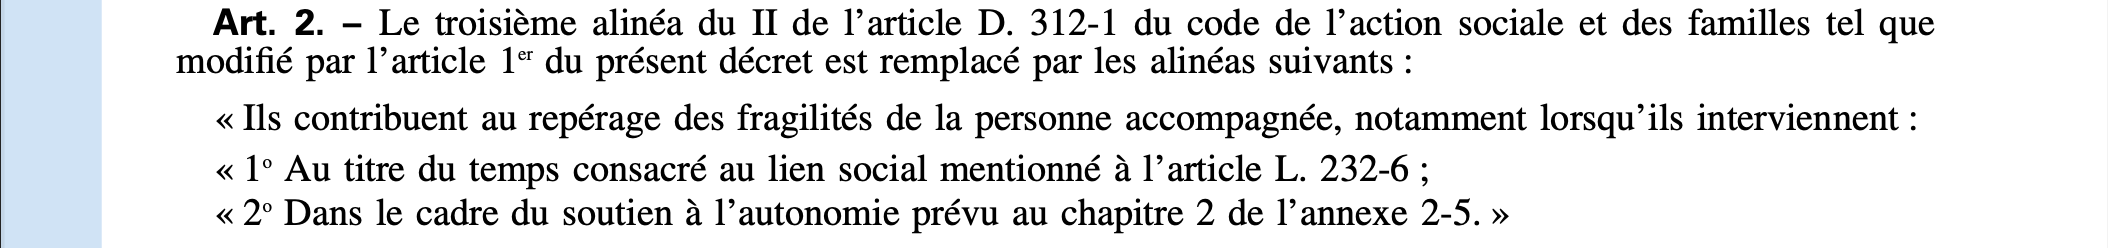 Art. 2. – Le troisième alinéa du II de l’article D. 312-1 du code de l’action sociale et des familles tel que
modifié par l’article 1er du présent décret est remplacé par les alinéas suivants :
« Ils contribuent au repérage des fragilités de la personne accompagnée, notamment lorsqu’ils interviennent :
« 1o Au titre du temps consacré au lien social mentionné à l’article L. 232-6 ;
« 2o Dans le cadre du soutien à l’autonomie prévu au chapitre 2 de l’annexe 2-5. »